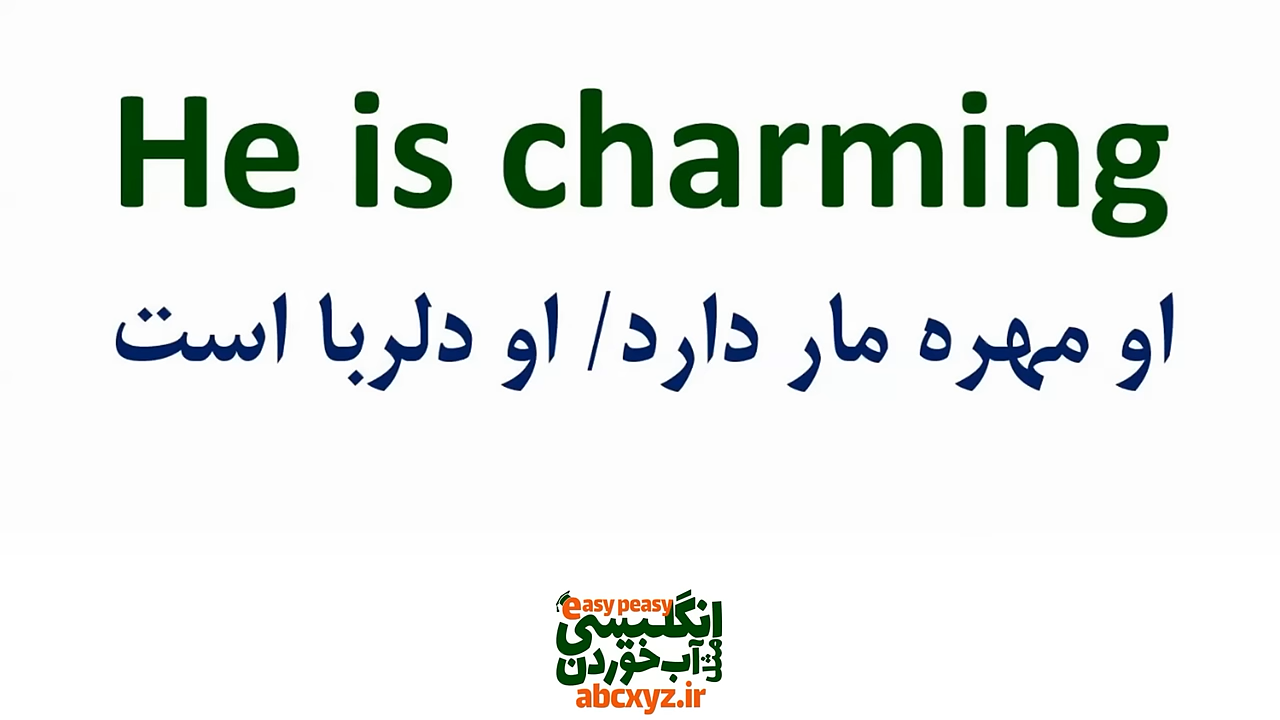 He is charming
او مهره مار دارد/ او دلربا است
easy peasy
انگلیسی
مثل
آب خوردن
abcxyz.ir